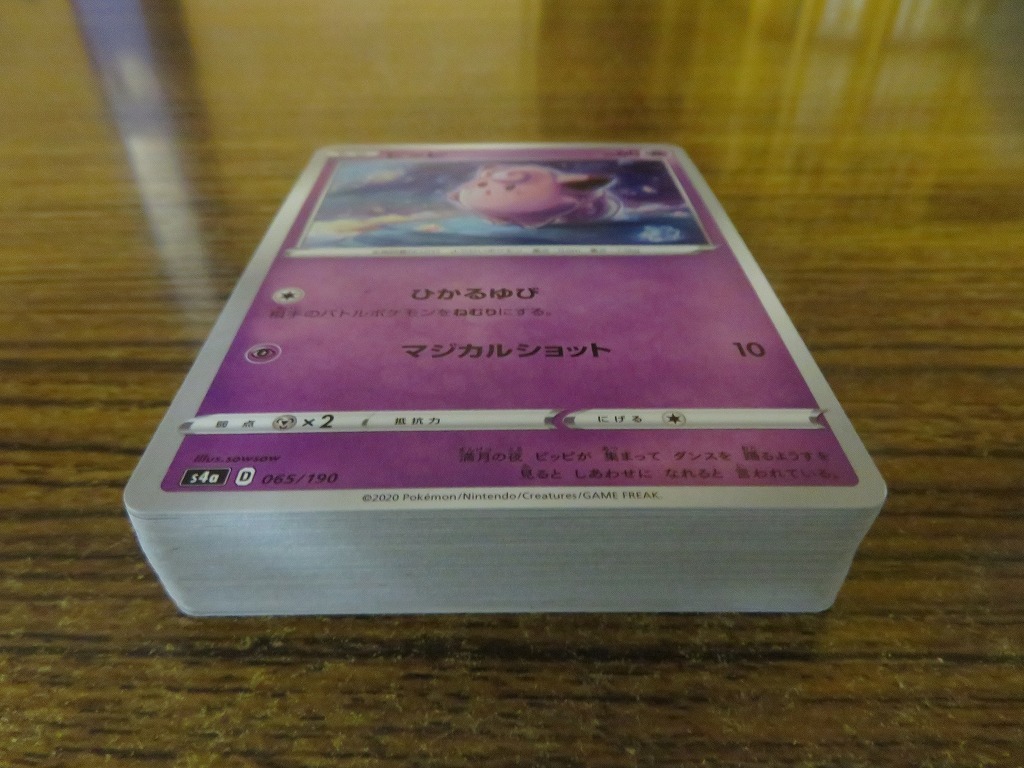 ひかるゆび
相手のバトルポケモンをねむりにする。
マジカルショット 10
弱点 ×2 抵抗力 にげる
illus. sowsow
満月の夜 ピッピが 集まって ダンスを 踊るようすを
見ると しあわせに なれると 言われている。
s4a D 065/190
©2020 Pokémon/Nintendo/Creatures/GAME FREAK.